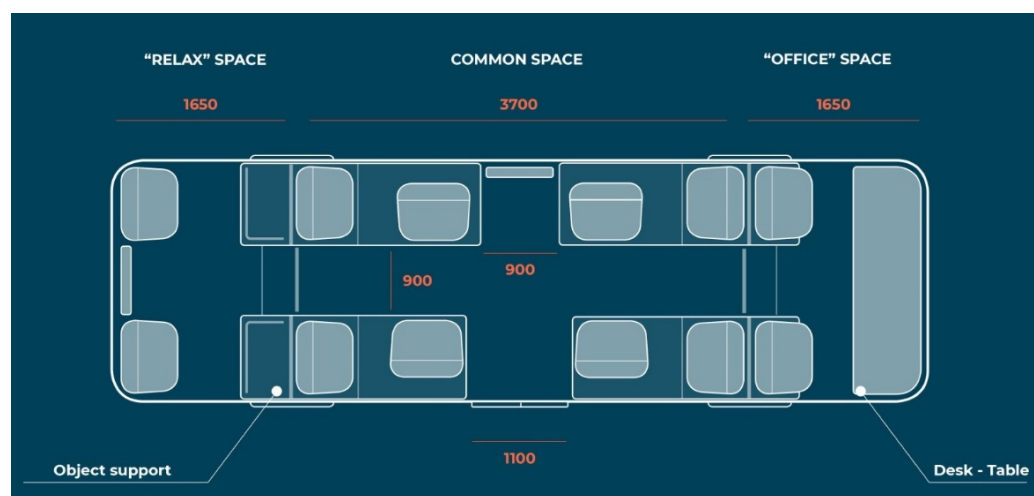 “RELAX” SPACE
COMMON SPACE
“OFFICE” SPACE
1650
3700
1650
900
900
1100
Object support
Desk - Table